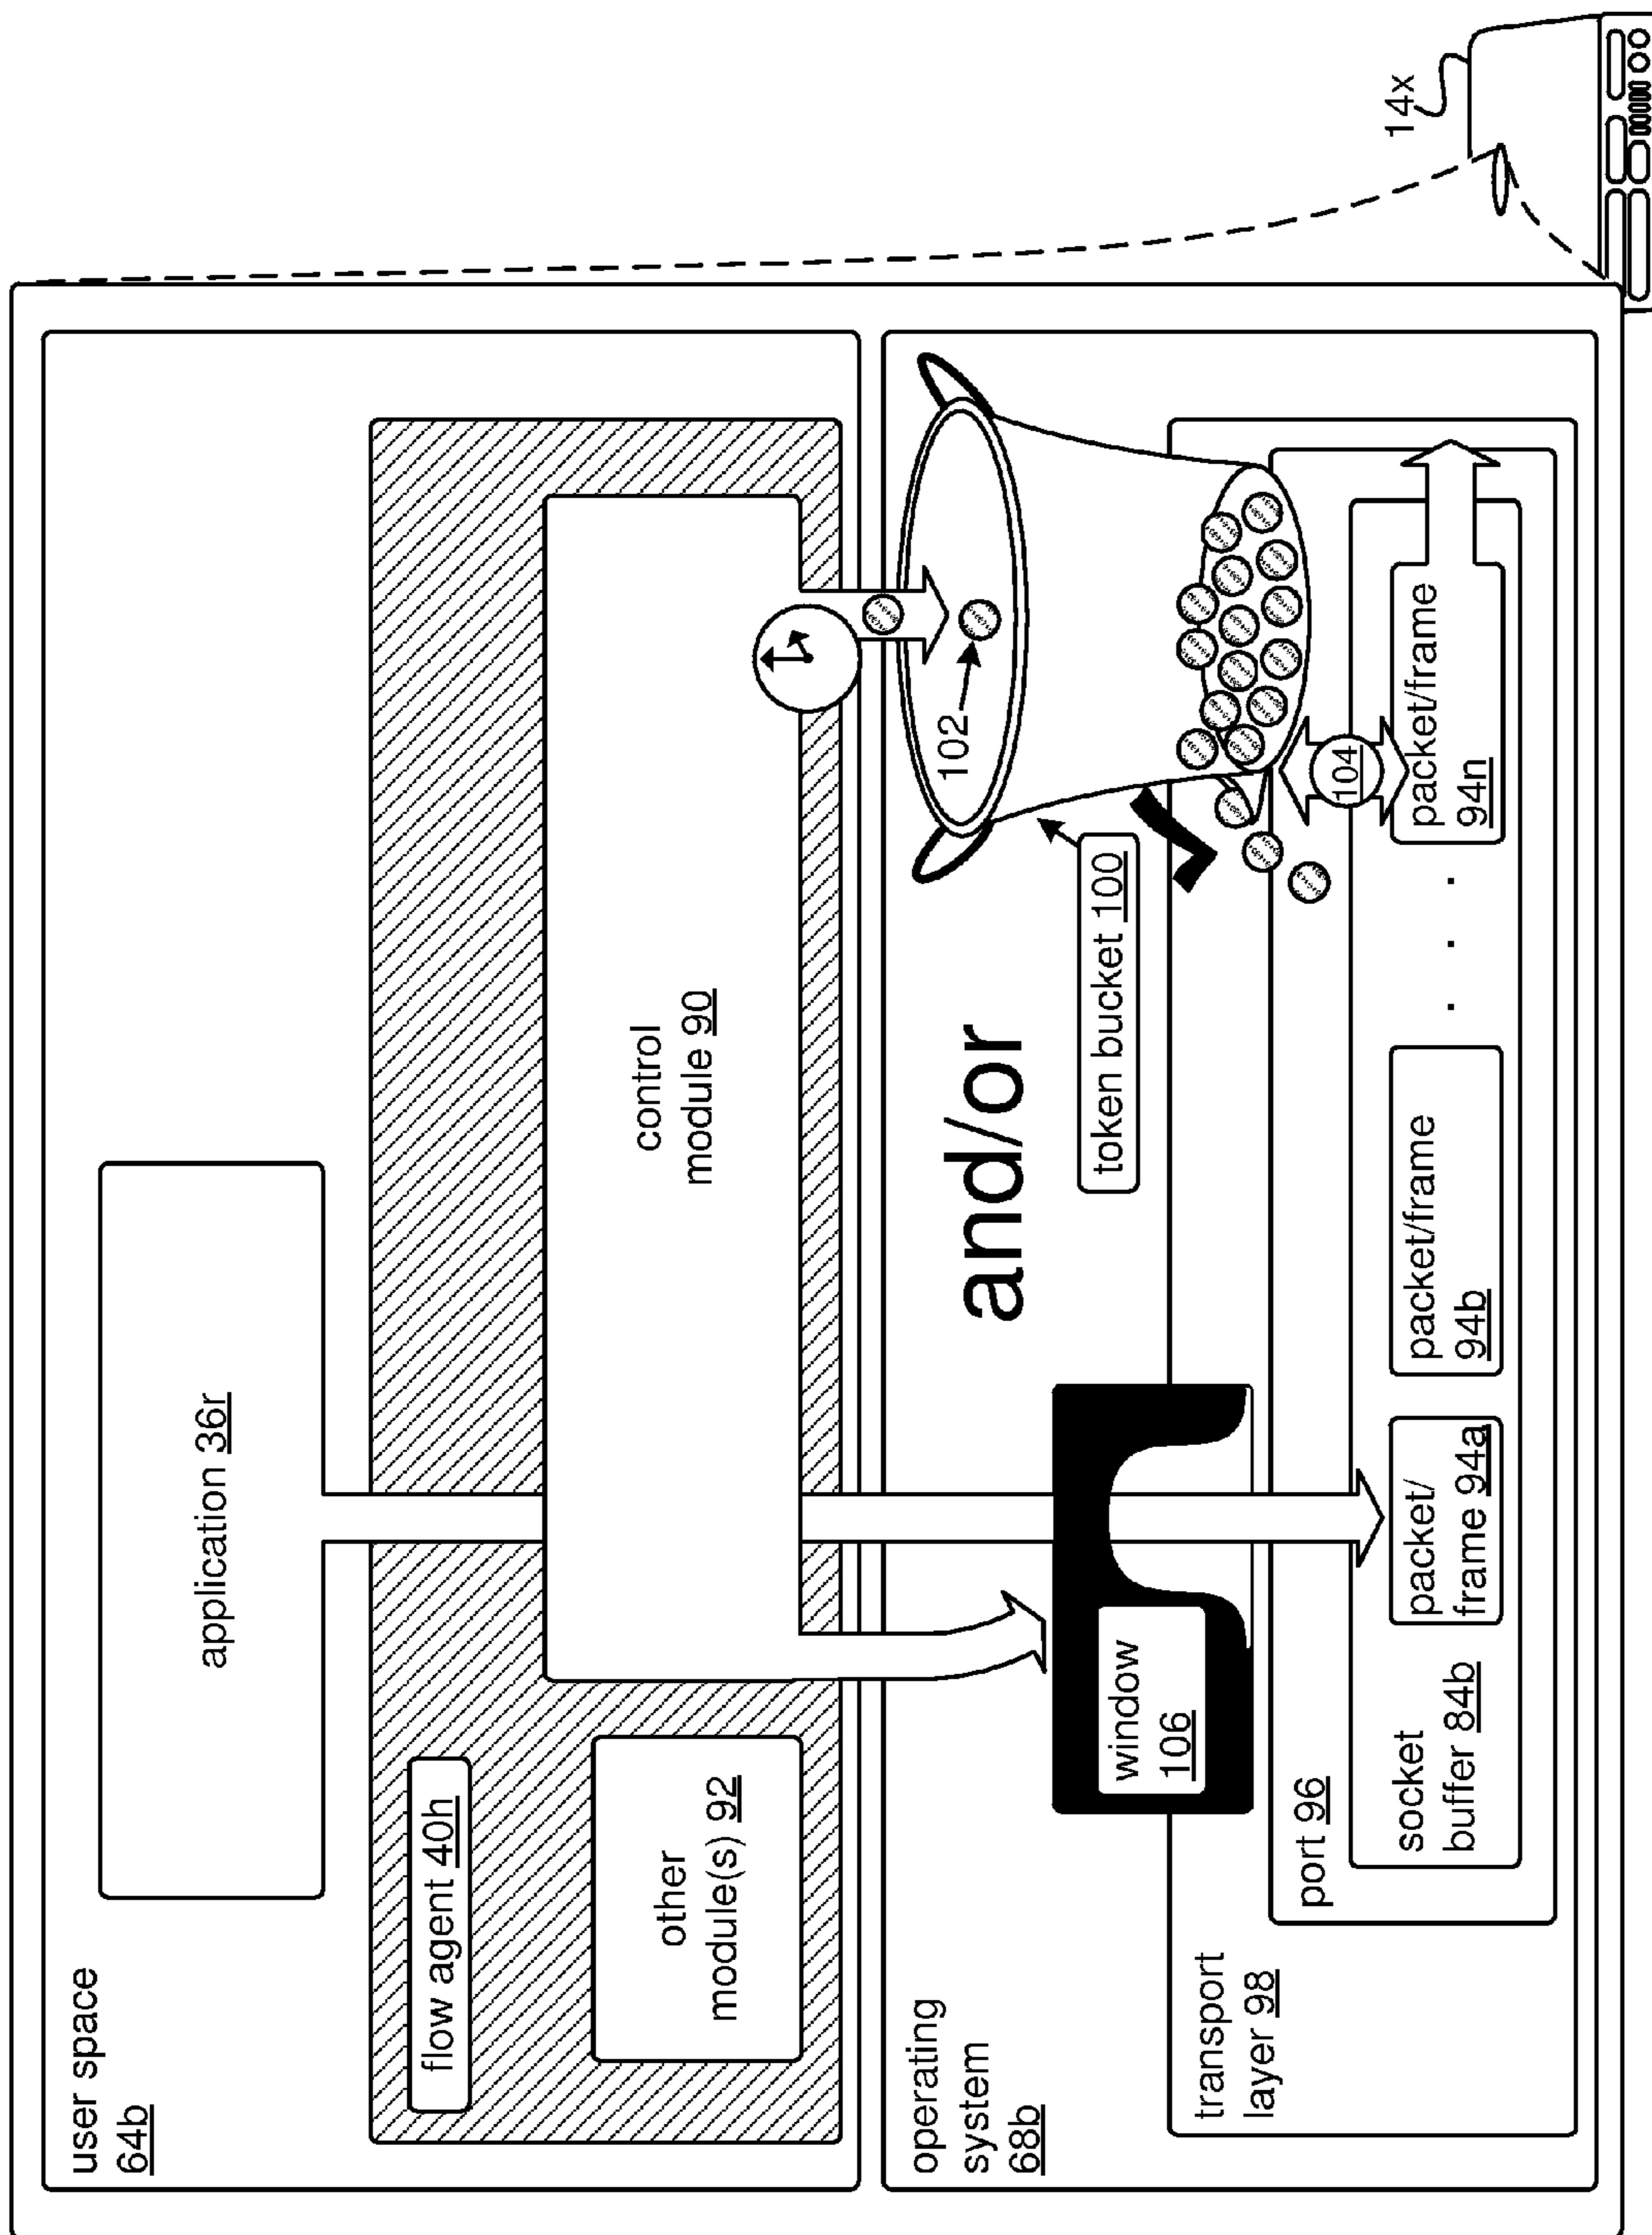 user space
64b
application 36r
flow agent 40h
control
module 90
other
module(s) 92
14x
operating
system
68b
and/or
102
token bucket 100
window
106
transport
layer 98
port 96
104
socket
buffer 84b
packet/
frame 94a
packet/frame
94b
. . .
packet/frame
94n